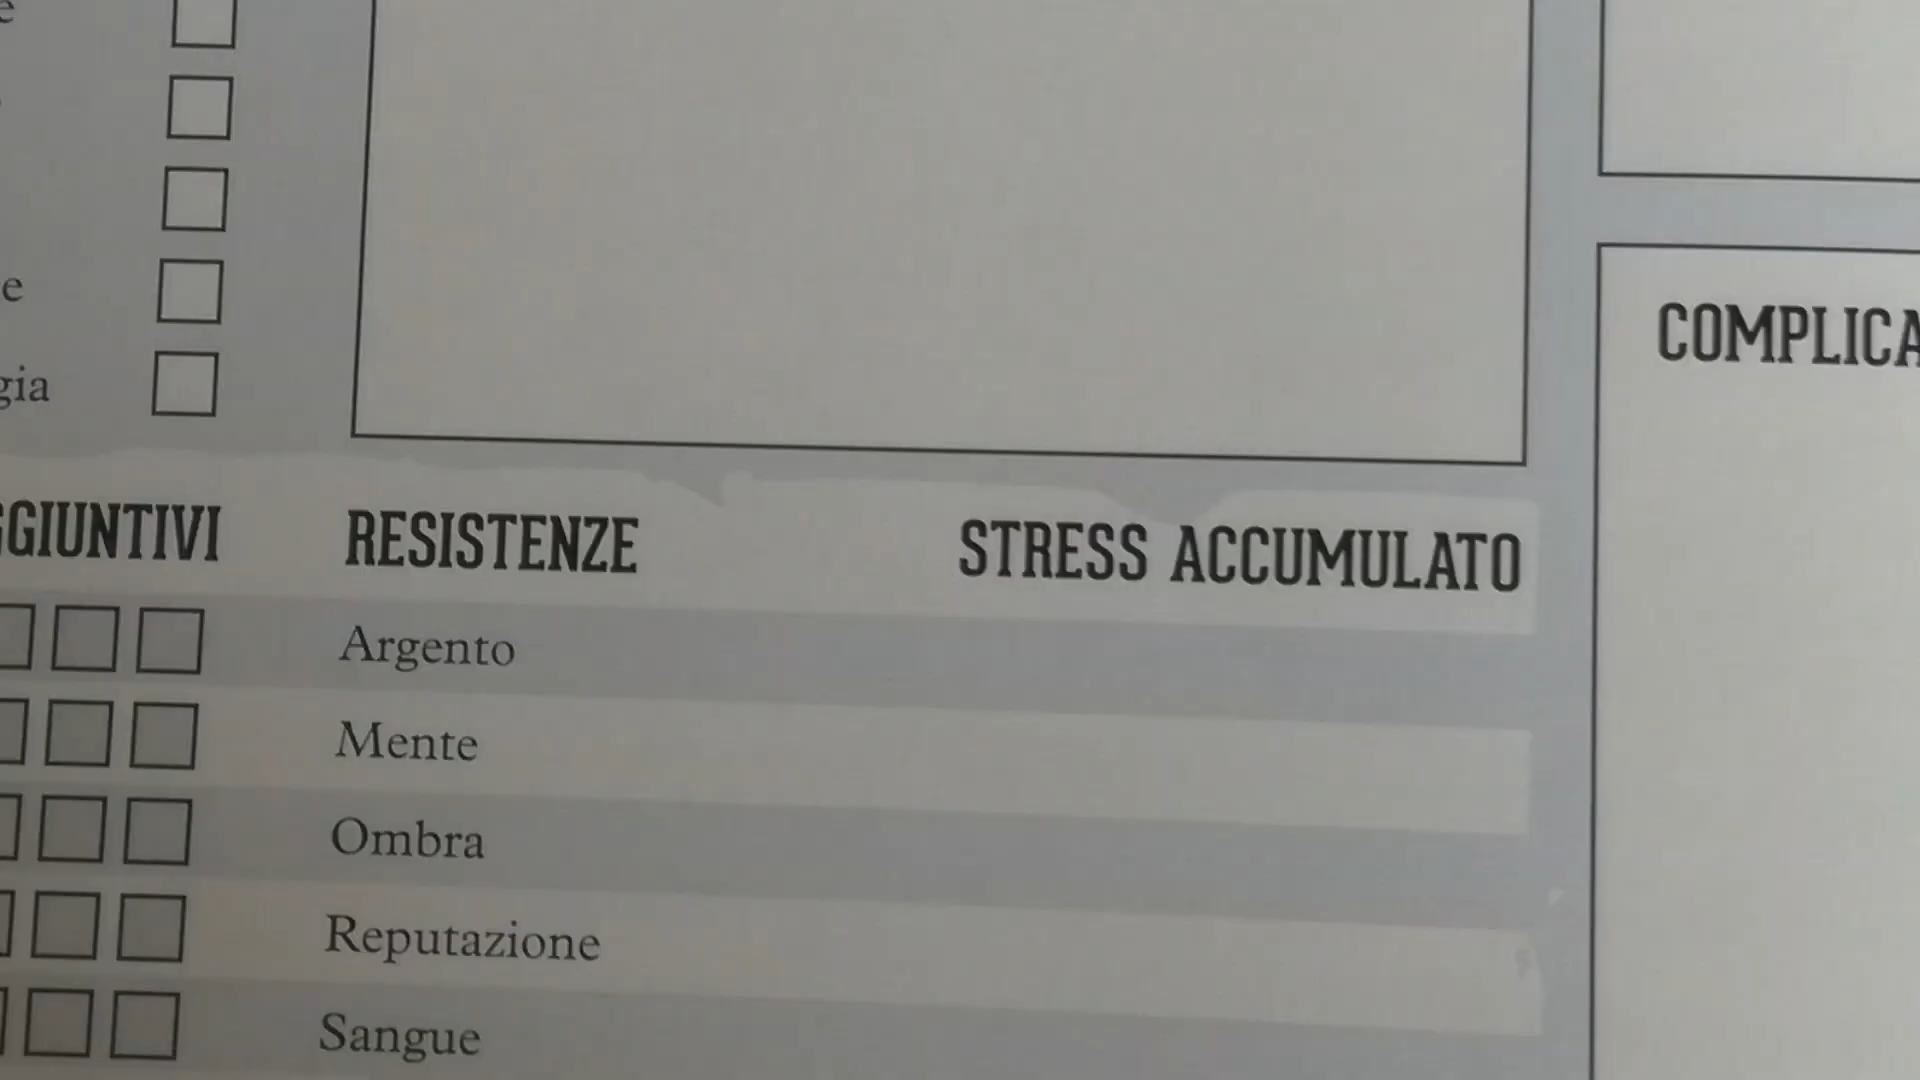 COMPLICA
GIUNTIVI RESISTENZE STRESS ACCUMULATO
Argento
Mente
Ombra
Reputazione
Sangue